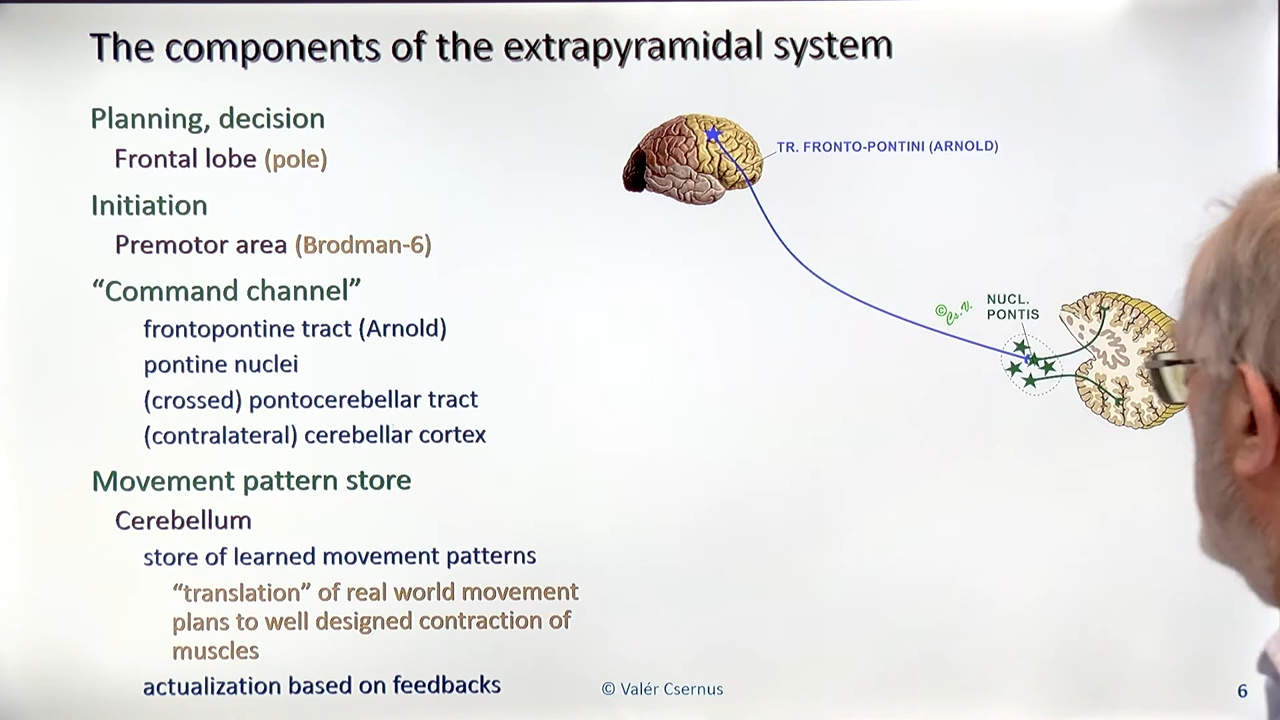 The components of the extrapyramidal system
Planning, decision
Frontal lobe (pole)
Initiation
Premotor area (Brodman-6)
“Command channel”
frontopontine tract (Arnold)
pontine nuclei
(crossed) pontocerebellar tract
(contralateral) cerebellar cortex
Movement pattern store
Cerebellum
store of learned movement patterns
“translation” of real world movement
plans to well designed contraction of
muscles
actualization based on feedbacks
TR. FRONTO-PONTINI (ARNOLD)
©Cs.V.
NUCL.
PONTIS
© Valér Csernus
6